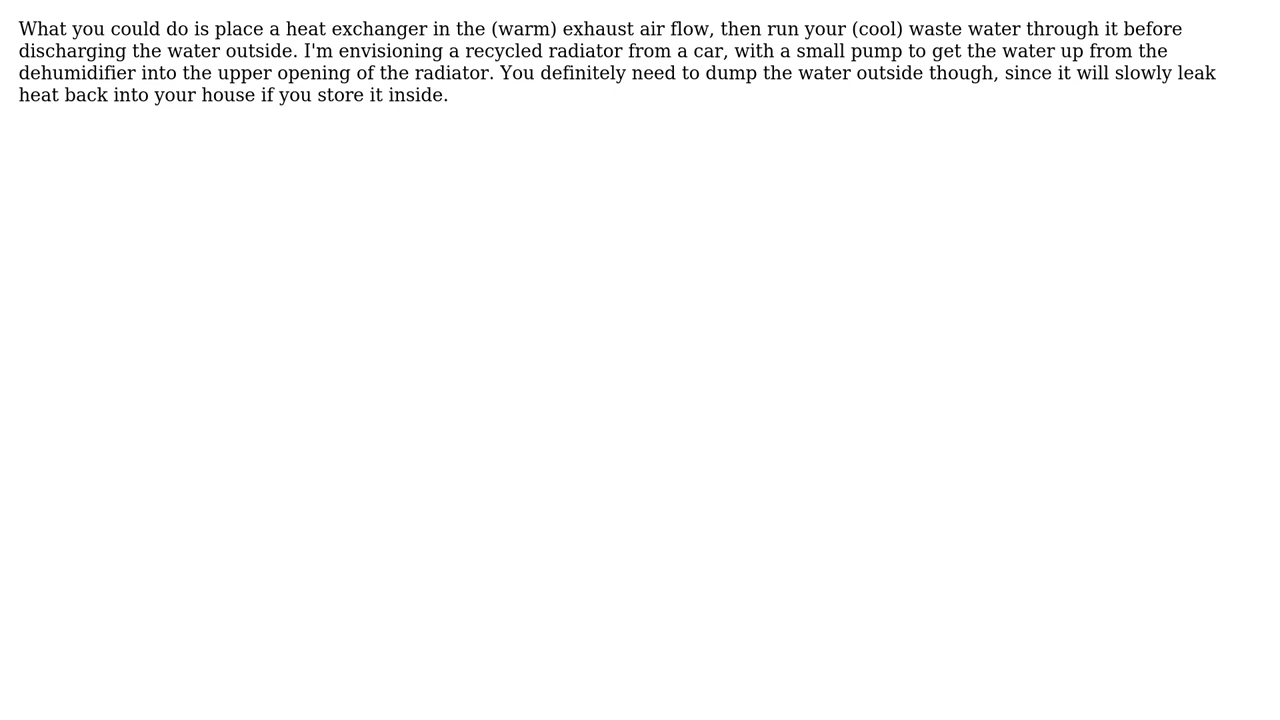 What you could do is place a heat exchanger in the (warm) exhaust air flow, then run your (cool) waste water through it before
discharging the water outside. I'm envisioning a recycled radiator from a car, with a small pump to get the water up from the
dehumidifier into the upper opening of the radiator. You definitely need to dump the water outside though, since it will slowly leak
heat back into your house if you store it inside.